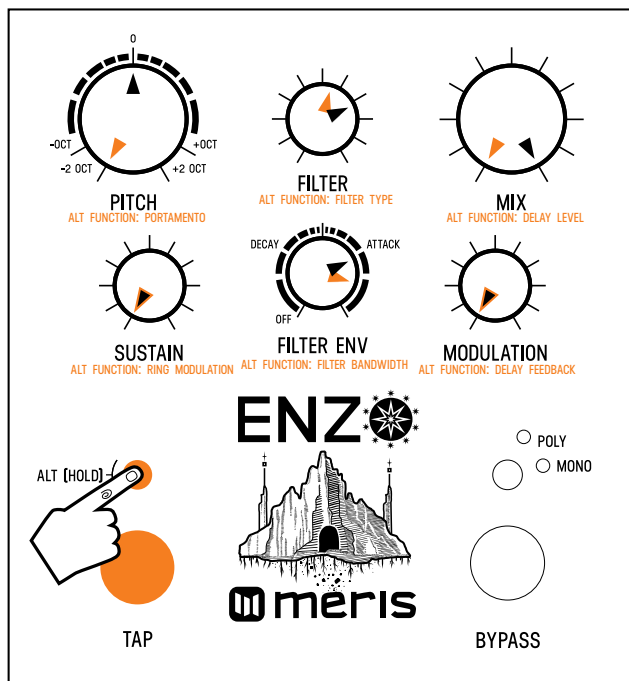 0
-OCT
+OCT
-2 OCT
+2 OCT
PITCH
ALT FUNCTION: PORTAMENTO
FILTER
ALT FUNCTION: FILTER TYPE
MIX
ALT FUNCTION: DELAY LEVEL
SUSTAIN
ALT FUNCTION: RING MODULATION
DECAY
ATTACK
OFF
FILTER ENV
ALT FUNCTION: FILTER BANDWIDTH
MODULATION
ALT FUNCTION: DELAY FEEDBACK
ENZO
POLY
MONO
ALT (HOLD)
meris
TAP
BYPASS